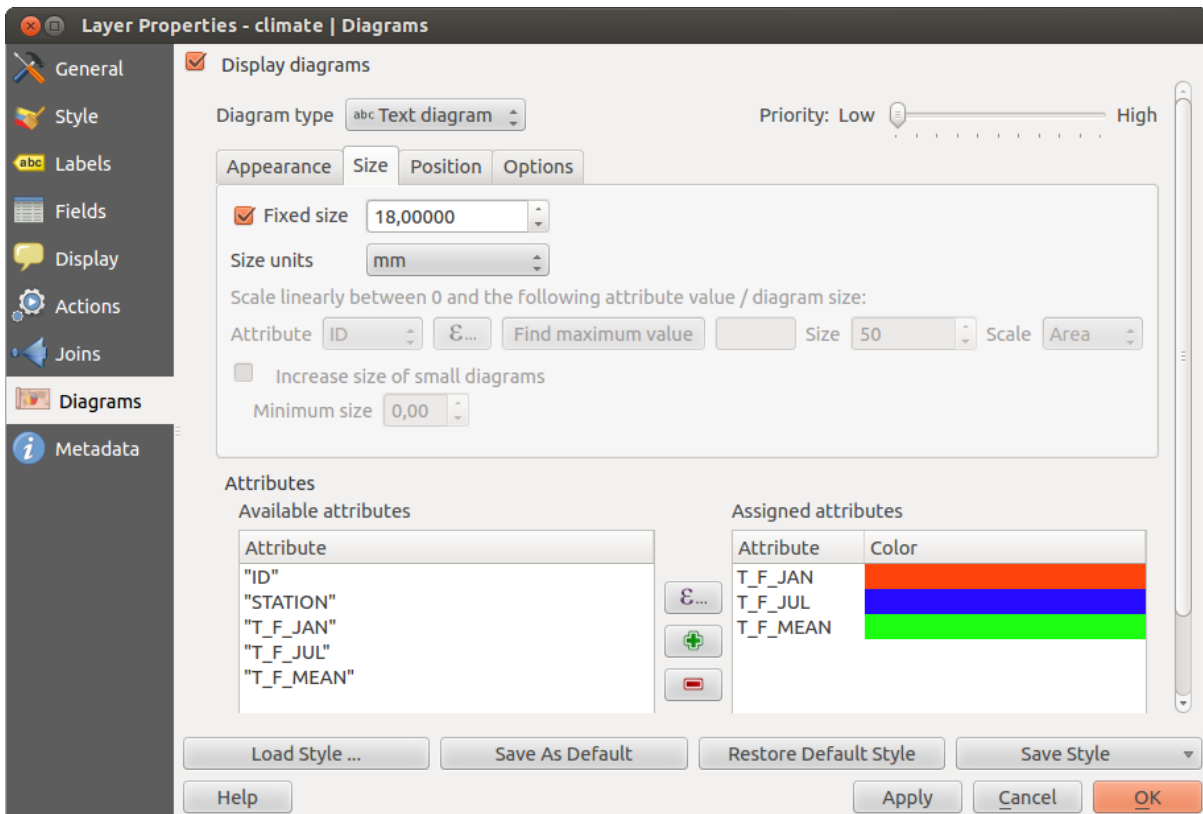 Layer Properties - climate | Diagrams
General
Style
abc Labels
Fields
Display
Actions
Joins
Diagrams
i Metadata
Display diagrams
Diagram type abc Text diagram Priority: Low High
Appearance Size Position Options
Fixed size 18,00000
Size units mm
Scale linearly between 0 and the following attribute value / diagram size:
Attribute ID ε... Find maximum value Size 50 Scale Area
Increase size of small diagrams
Minimum size 0,00
Attributes
Available attributes
Attribute
"ID"
"STATION"
"T_F_JAN"
"T_F_JUL"
"T_F_MEAN"
ε...
Assigned attributes
Attribute Color
T_F_JAN
T_F_JUL
T_F_MEAN
Load Style ... Save As Default Restore Default Style Save Style
Help Apply Cancel OK